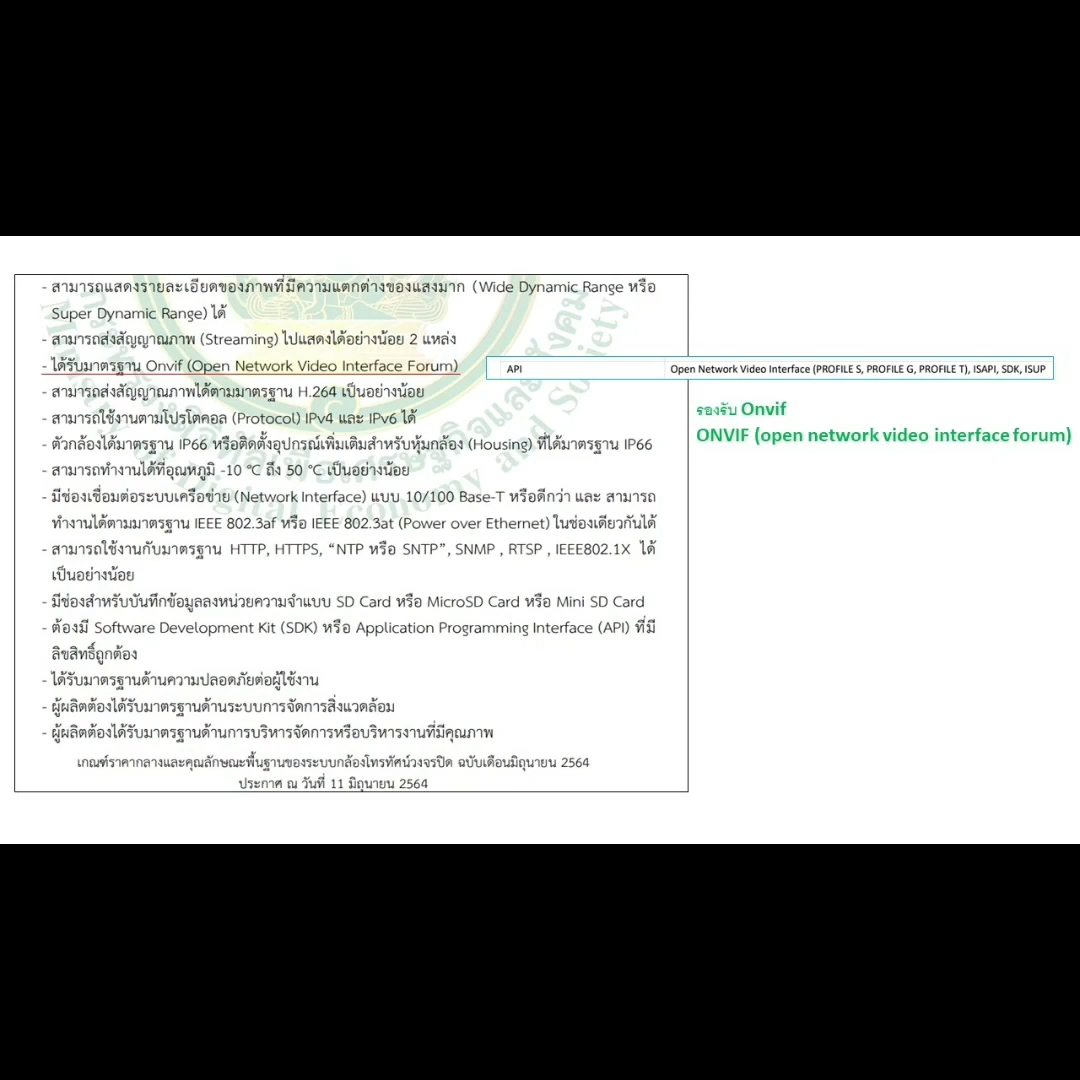 - สามารถแสดงรายละเอียดของภาพที่มีความแตกต่างของแสงมาก (Wide Dynamic Range หรือ
Super Dynamic Range) ได้
- สามารถส่งสัญญาณภาพ (Streaming) ไปแสดงได้อย่างน้อย 2 แหล่ง
- ได้รับมาตรฐาน Onvif (Open Network Video Interface Forum)
API Open Network Video Interface (PROFILE S, PROFILE G, PROFILE T), ISAPI, SDK, ISUP
- สามารถส่งสัญญาณภาพได้ตามมาตรฐาน H.264 เป็นอย่างน้อย
- สามารถใช้งานตามโปรโตคอล (Protocol) IPv4 และ IPv6 ได้
- ตัวกล้องได้มาตรฐาน IP66 หรือติดตั้งอุปกรณ์เพิ่มเติมสำหรับหุ้มกล้อง (Housing) ที่ได้มาตรฐาน IP66
- สามารถทำงานได้ที่อุณหภูมิ -10 °C ถึง 50 °C เป็นอย่างน้อย
- มีช่องเชื่อมต่อระบบเครือข่าย (Network Interface) แบบ 10/100 Base-T หรือดีกว่า และ สามารถ
ทำงานได้ตามมาตรฐาน IEEE 802.3af หรือ IEEE 802.3at (Power over Ethernet) ในช่องเดียวกันได้
- สามารถใช้งานกับมาตรฐาน HTTP, HTTPS, “NTP หรือ SNTP”, SNMP , RTSP , IEEE802.1X ได้
เป็นอย่างน้อย
- มีช่องสำหรับบันทึกข้อมูลลงหน่วยความจำแบบ SD Card หรือ MicroSD Card หรือ Mini SD Card
- ต้องมี Software Development Kit (SDK) หรือ Application Programming Interface (API) ที่มี
ลิขสิทธิ์ถูกต้อง
- ได้รับมาตรฐานด้านความปลอดภัยต่อผู้ใช้งาน
- ผู้ผลิตต้องได้รับมาตรฐานด้านระบบการจัดการสิ่งแวดล้อม
- ผู้ผลิตต้องได้รับมาตรฐานด้านการบริหารจัดการหรือบริหารงานที่มีคุณภาพ
เกณฑ์ราคากลางและคุณลักษณะพื้นฐานของระบบกล้องโทรทัศน์วงจรปิด ฉบับเดือนมิถุนายน 2564
ประกาศ ณ วันที่ 11 มิถุนายน 2564
รองรับ Onvif
ONVIF (open network video interface forum)